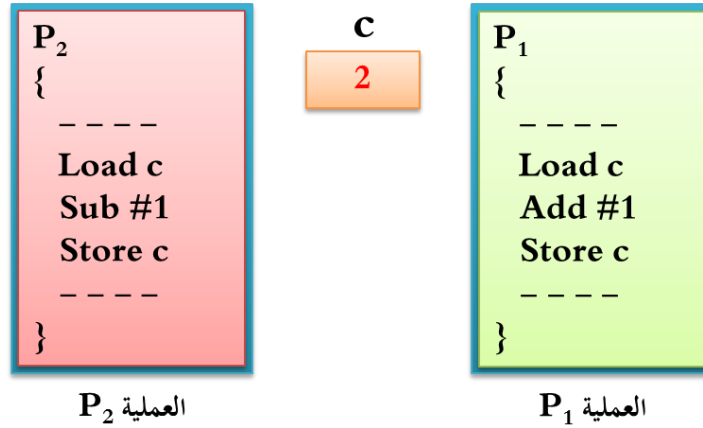 P₂
{
– – – –
Load c
Sub #1
Store c
– – – –
}
العملية P₂
c
2
P₁
{
– – – –
Load c
Add #1
Store c
– – – –
}
العملية P₁